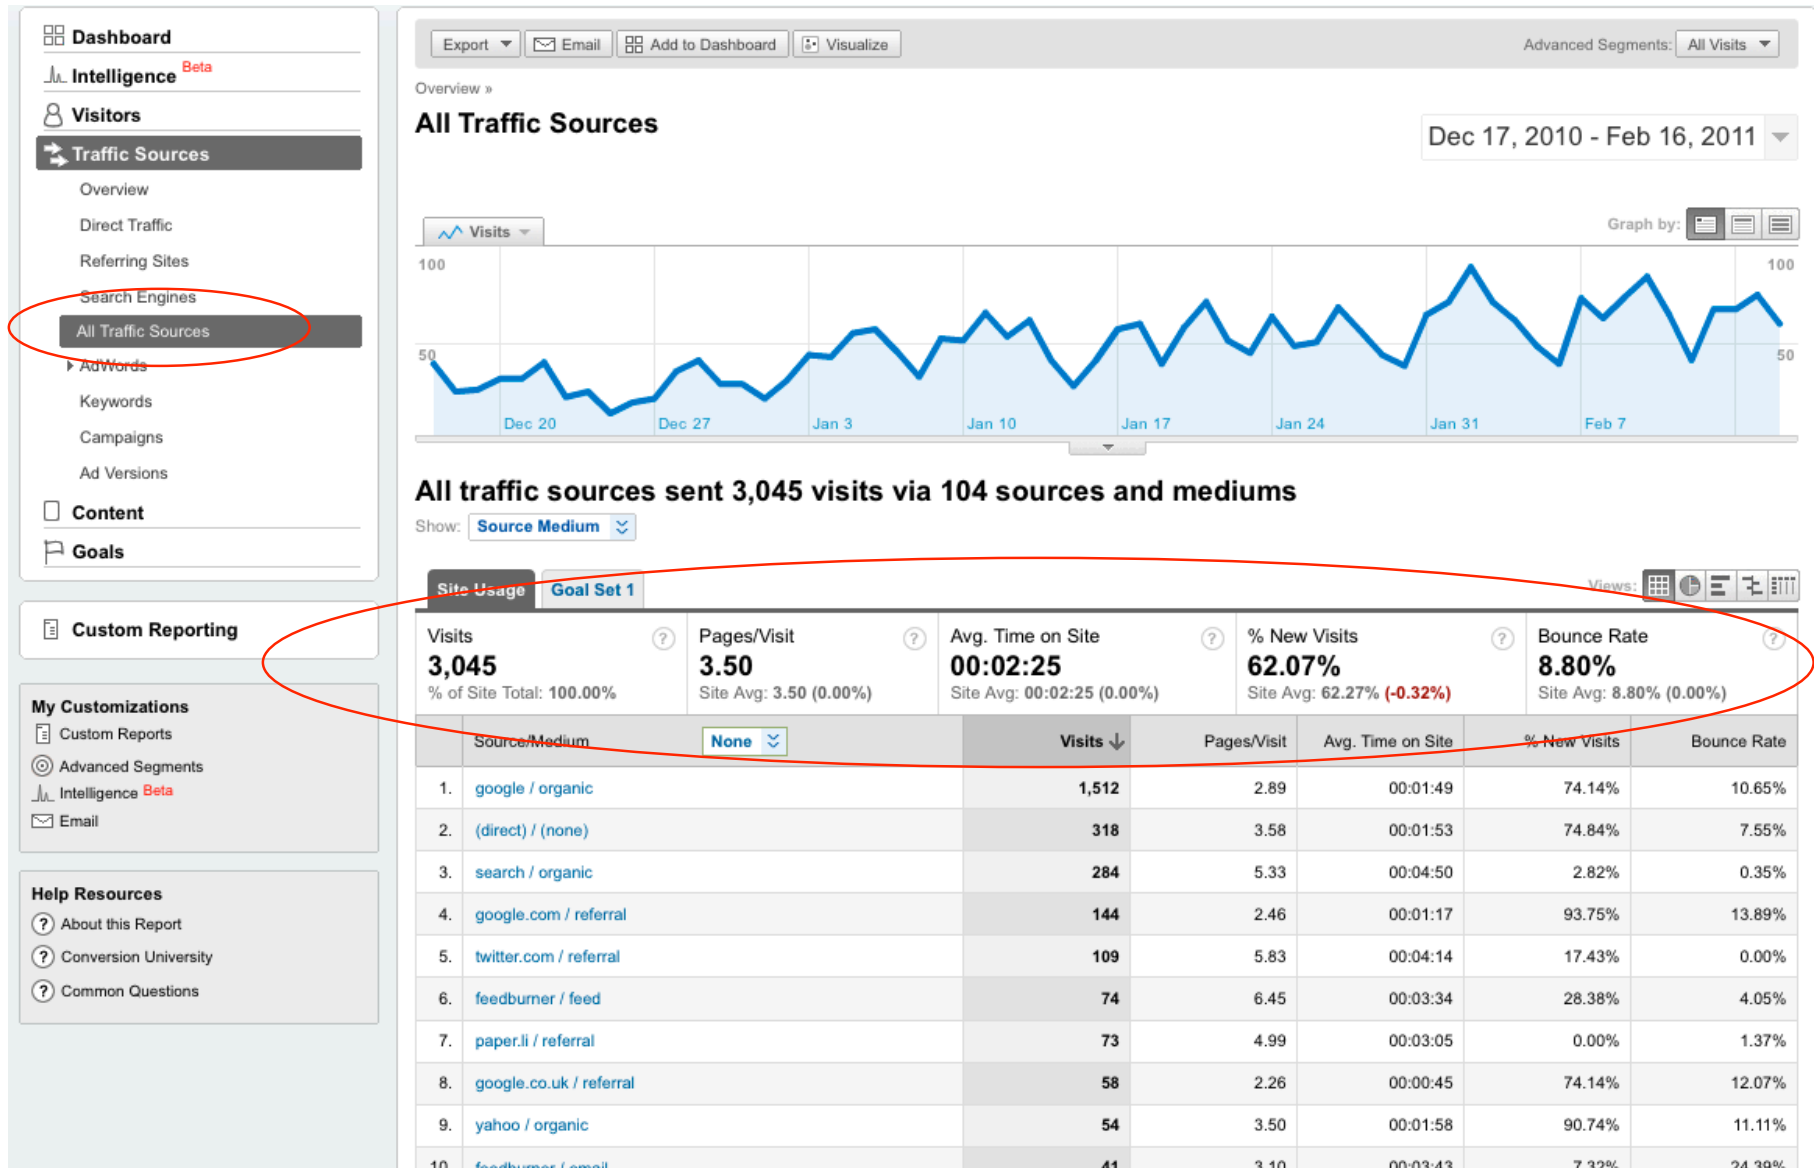 Dashboard
Intelligence Beta
Visitors
Traffic Sources
Overview
Direct Traffic
Referring Sites
Search Engines
All Traffic Sources
AdWords
Keywords
Campaigns
Ad Versions
Content
Goals
Custom Reporting
My Customizations
Custom Reports
Advanced Segments
Intelligence Beta
Email
Help Resources
About this Report
Conversion University
Common Questions
Export Email Add to Dashboard Visualize Advanced Segments: All Visits
Overview »
All Traffic Sources
Dec 17, 2010 - Feb 16, 2011
Visits Graph by:
100 100
50 50
Dec 20 Dec 27 Jan 3 Jan 10 Jan 17 Jan 24 Jan 31 Feb 7
All traffic sources sent 3,045 visits via 104 sources and mediums
Show: Source Medium
Site Usage Goal Set 1 Views:
Visits ? Pages/Visit ? Avg. Time on Site ? % New Visits ? Bounce Rate ?
3,045 3.50 00:02:25 62.07% 8.80%
% of Site Total: 100.00% Site Avg: 3.50 (0.00%) Site Avg: 00:02:25 (0.00%) Site Avg: 62.27% (-0.32%) Site Avg: 8.80% (0.00%)
Source/Medium None Visits Pages/Visit Avg. Time on Site % New Visits Bounce Rate
1. google / organic 1,512 2.89 00:01:49 74.14% 10.65%
2. (direct) / (none) 318 3.58 00:01:53 74.84% 7.55%
3. search / organic 284 5.33 00:04:50 2.82% 0.35%
4. google.com / referral 144 2.46 00:01:17 93.75% 13.89%
5. twitter.com / referral 109 5.83 00:04:14 17.43% 0.00%
6. feedburner / feed 74 6.45 00:03:34 28.38% 4.05%
7. paper.li / referral 73 4.99 00:03:05 0.00% 1.37%
8. google.co.uk / referral 58 2.26 00:00:45 74.14% 12.07%
9. yahoo / organic 54 3.50 00:01:58 90.74% 11.11%
10. feedburner / email 41 3.10 00:03:43 7.32% 24.39%